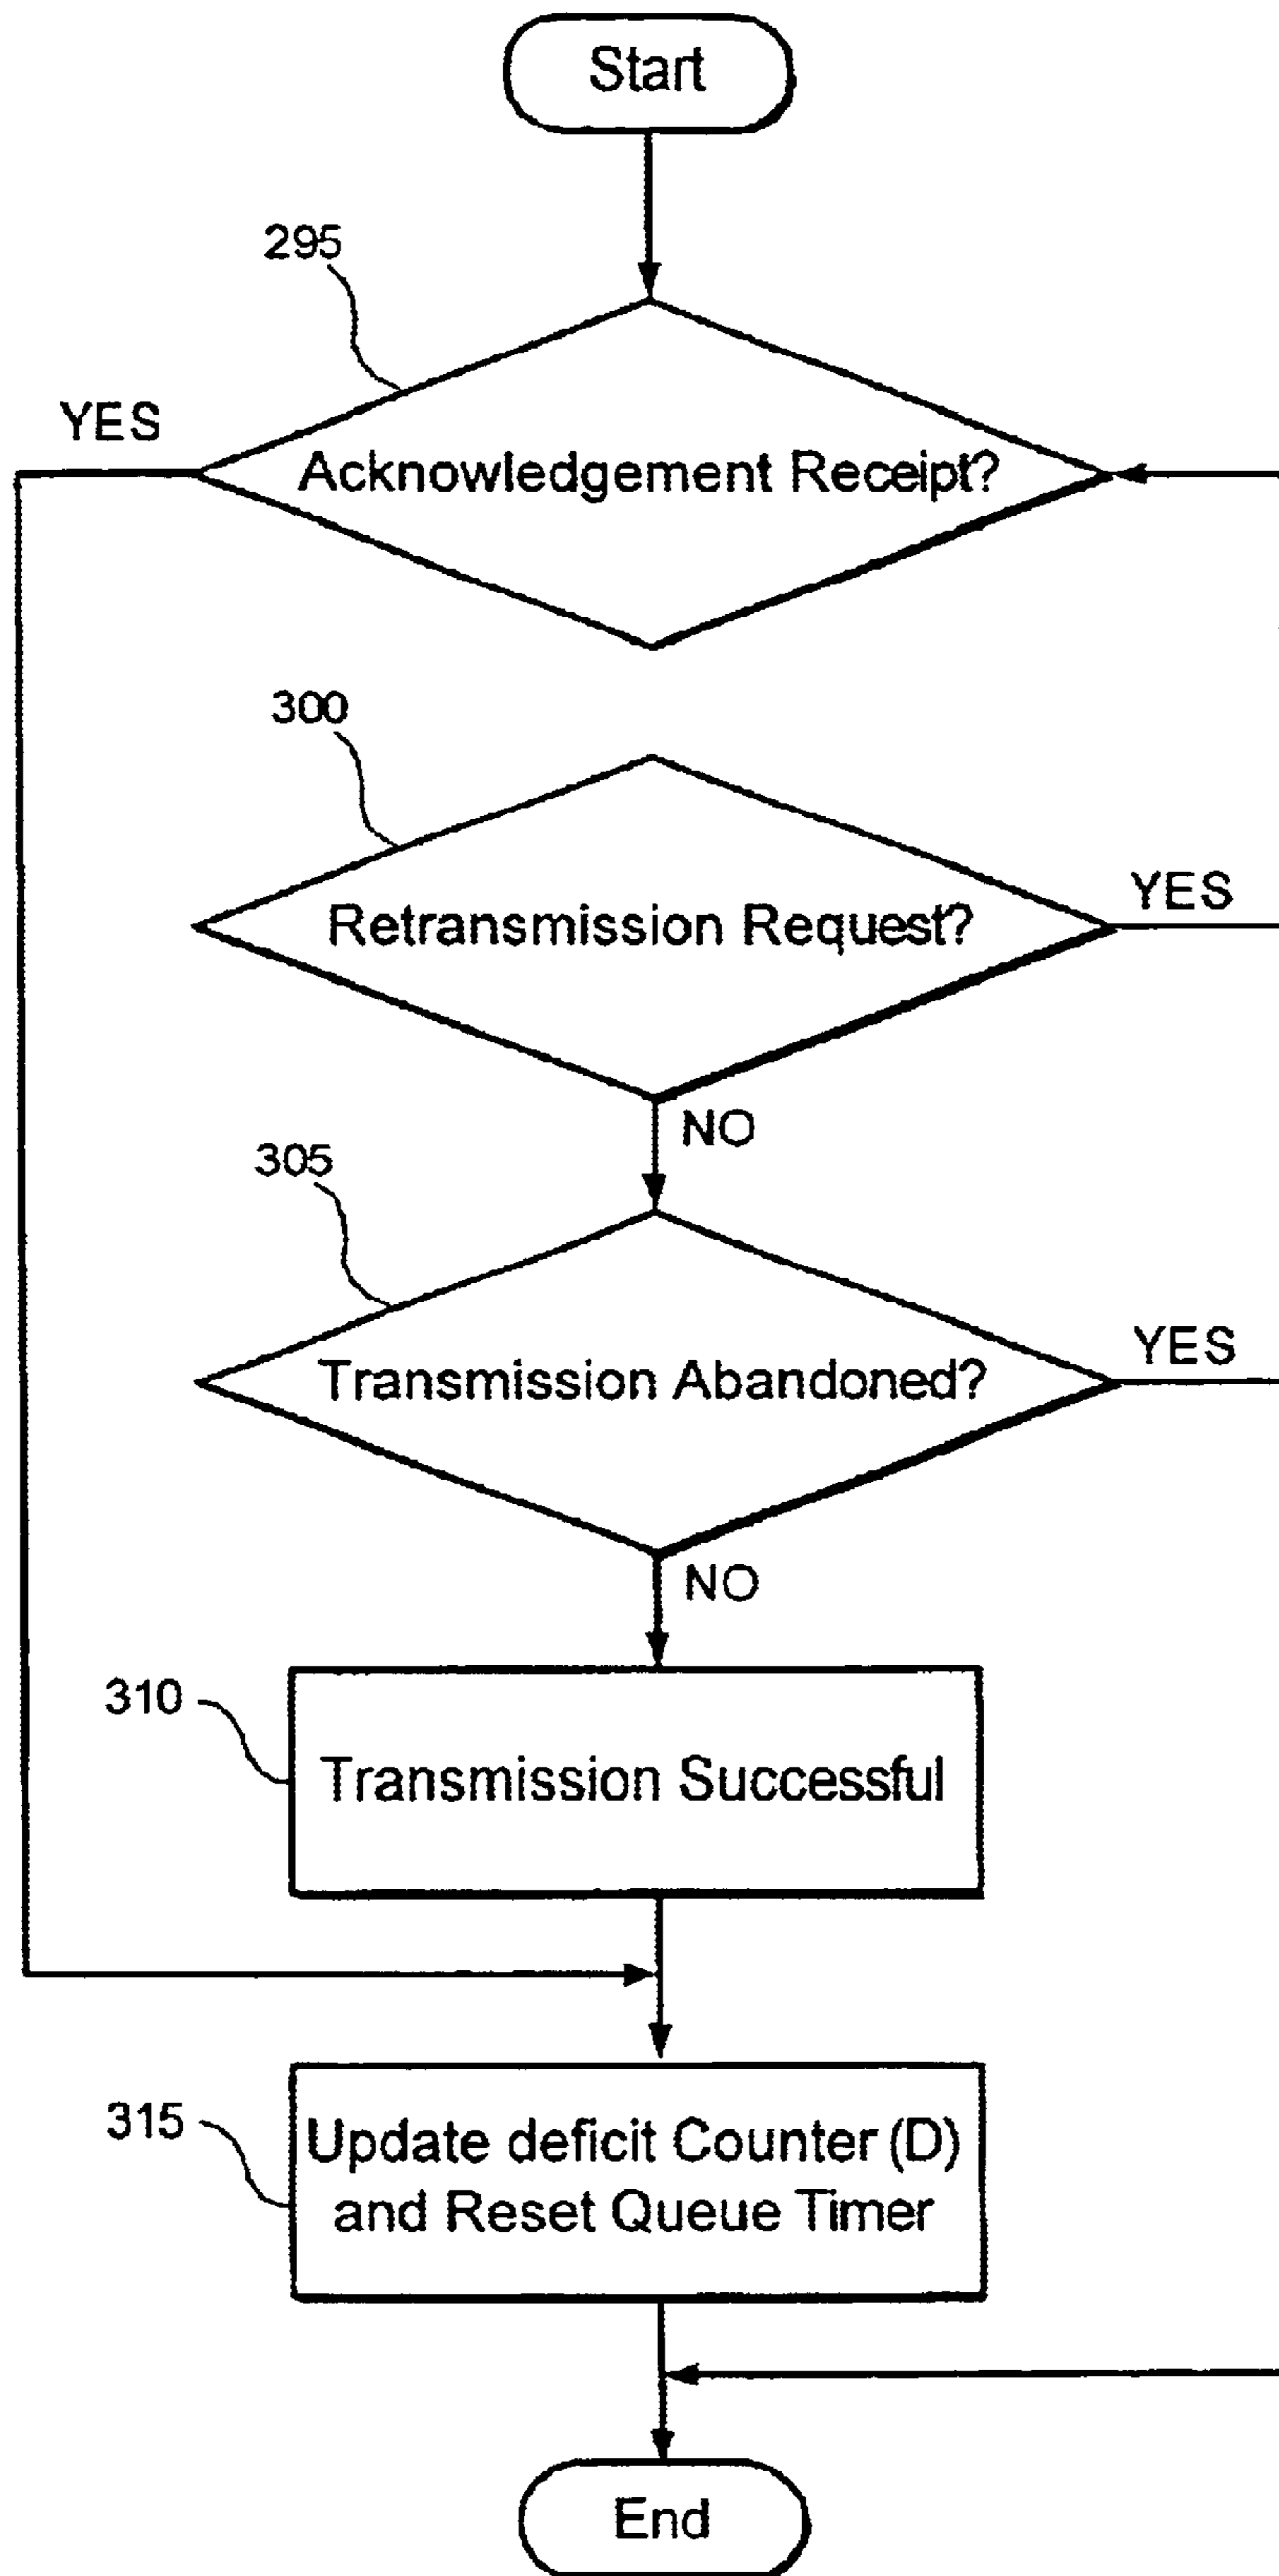 Start
295
YES
Acknowledgement Receipt?
300
YES
Retransmission Request?
NO
305
YES
Transmission Abandoned?
NO
310
Transmission Successful
315
Update deficit Counter (D)
and Reset Queue Timer
End